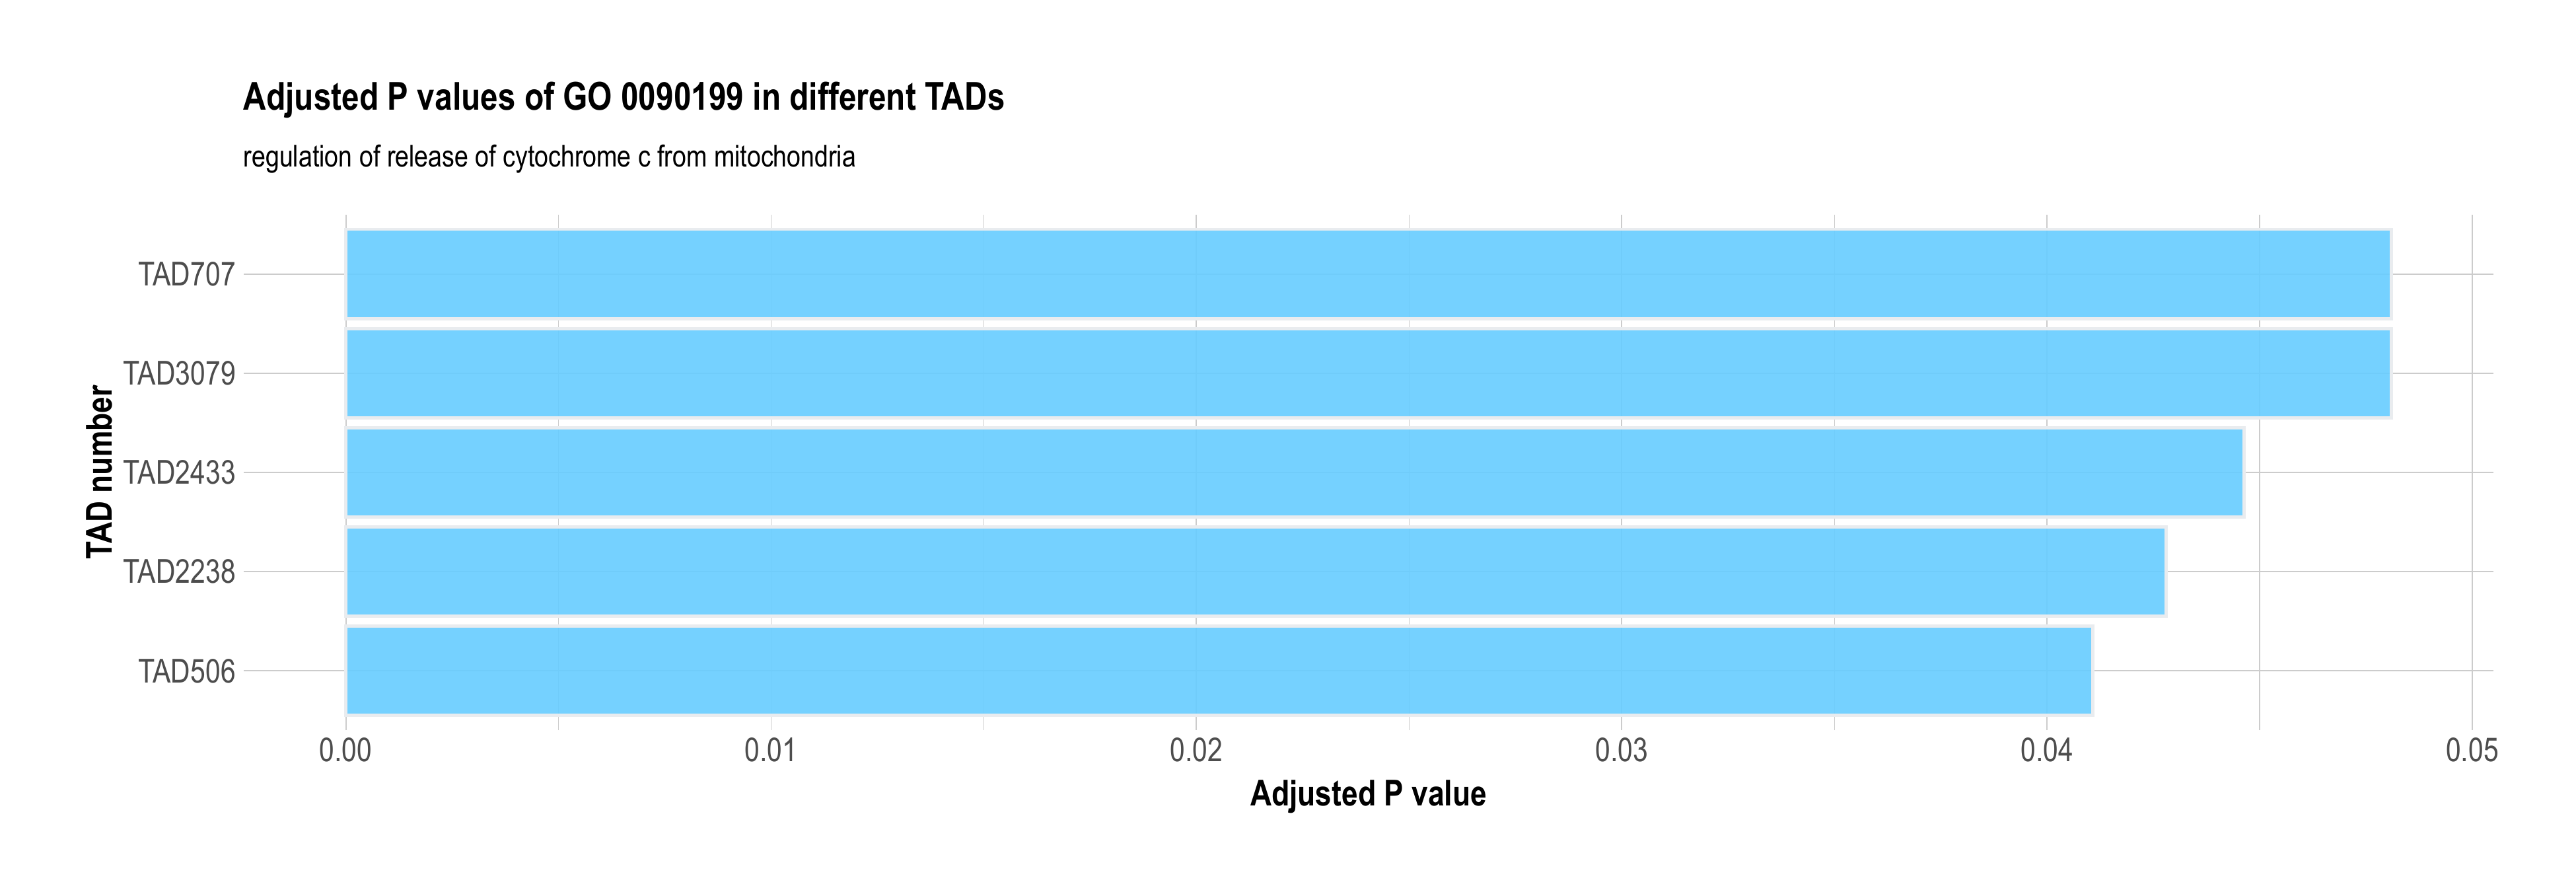 Adjusted P values of GO 0090199 in different TADs
regulation of release of cytochrome c from mitochondria
TAD number
TAD707
TAD3079
TAD2433
TAD2238
TAD506
0.00 0.01 0.02 0.03 0.04 0.05
Adjusted P value